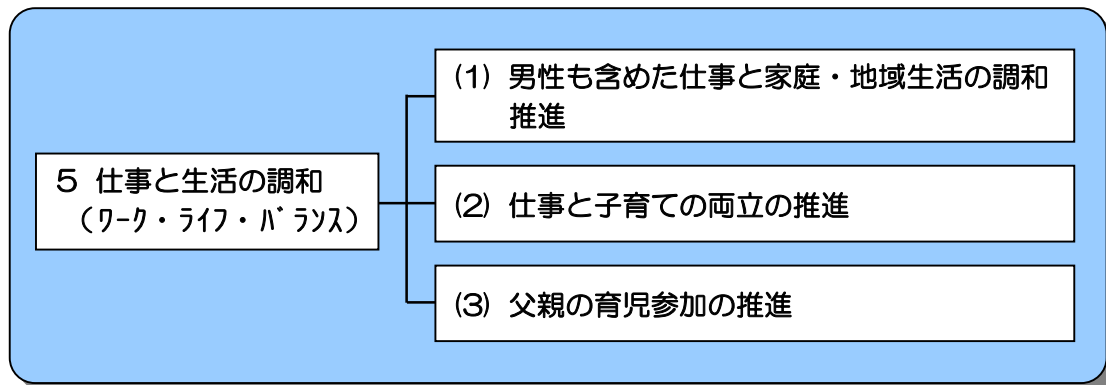 5 仕事と生活の調和
（ﾜｰｸ・ﾗｲﾌ・ﾊﾞﾗﾝｽ）
(1) 男性も含めた仕事と家庭・地域生活の調和
推進
(2) 仕事と子育ての両立の推進
(3) 父親の育児参加の推進